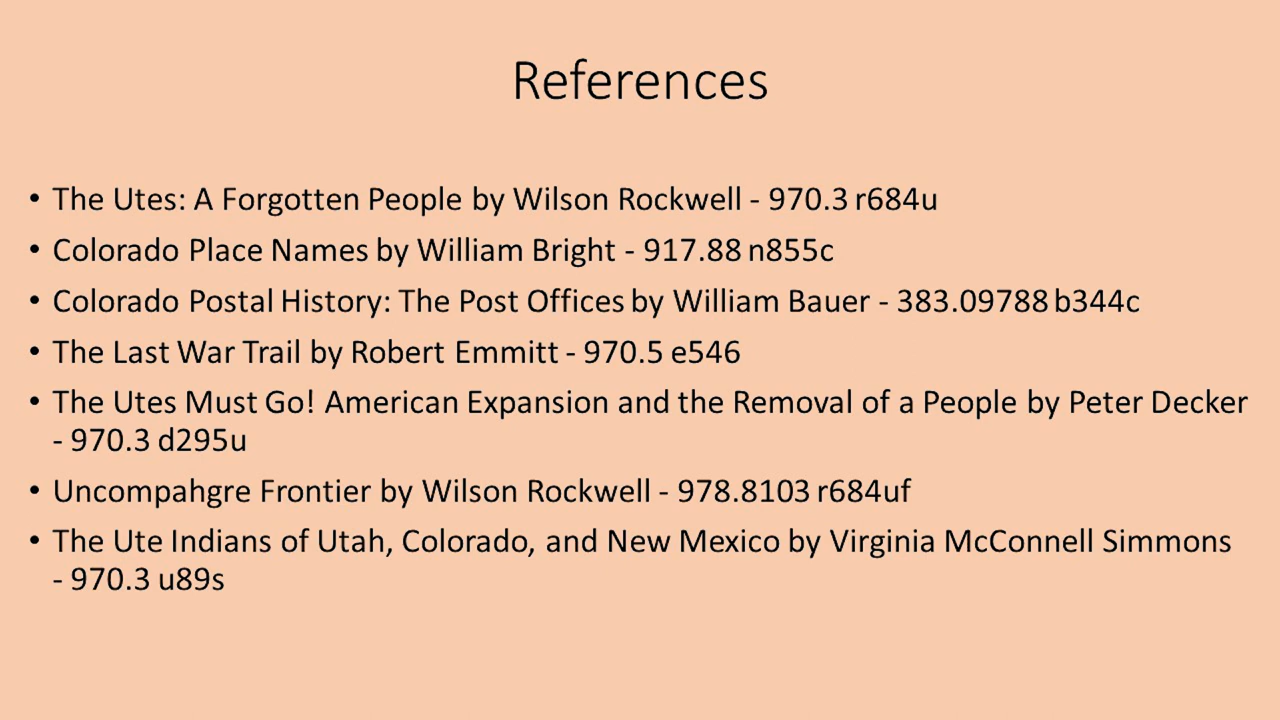 References
• The Utes: A Forgotten People by Wilson Rockwell - 970.3 r684u
• Colorado Place Names by William Bright - 917.88 n855c
• Colorado Postal History: The Post Offices by William Bauer - 383.09788 b344c
• The Last War Trail by Robert Emmitt - 970.5 e546
• The Utes Must Go! American Expansion and the Removal of a People by Peter Decker
- 970.3 d295u
• Uncompahgre Frontier by Wilson Rockwell - 978.8103 r684uf
• The Ute Indians of Utah, Colorado, and New Mexico by Virginia McConnell Simmons
- 970.3 u89s